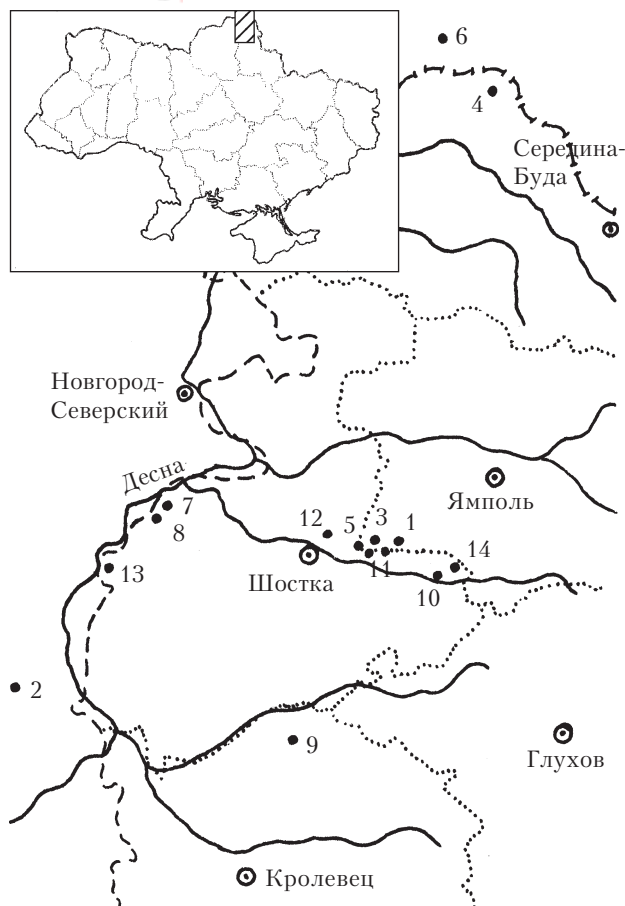 6
4
Середина-
Буда
Новгород-
Северский
Десна
7
8
Ямполь
12
5
3
1
11
14
10
Шостка
13
2
9
Глухов
Кролевец